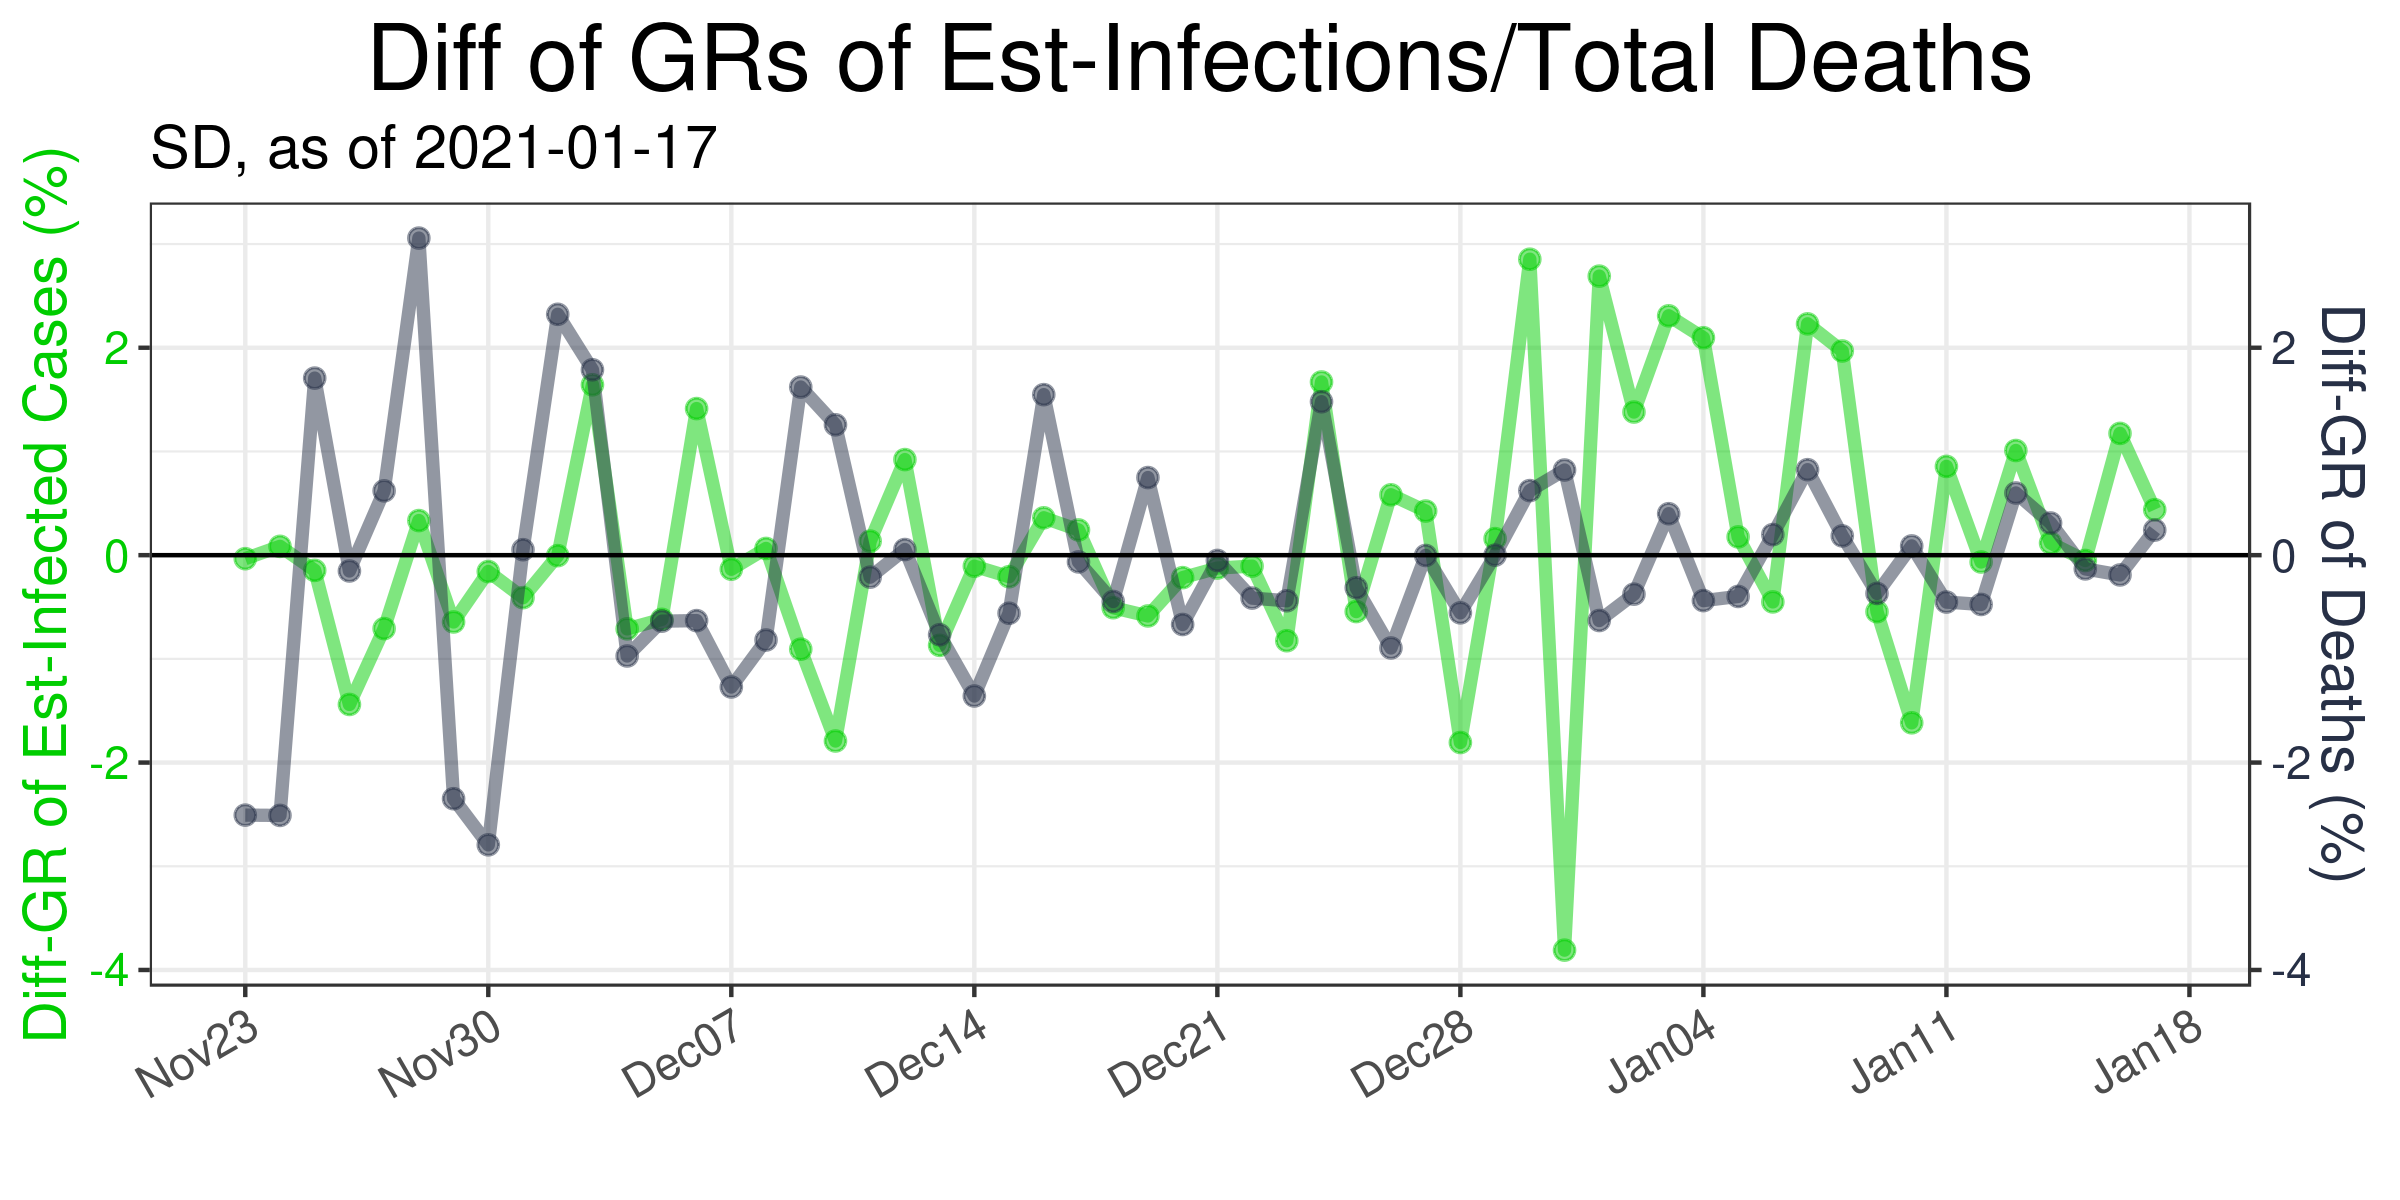 Diff of GRs of Est-Infections/Total Deaths
SD, as of 2021-01-17
Diff-GR of Est-Infected Cases (%)
2
0
-2
-4
2
0
-2
-4
Diff-GR of Deaths (%)
Nov23
Nov30
Dec07
Dec14
Dec21
Dec28
Jan04
Jan11
Jan18